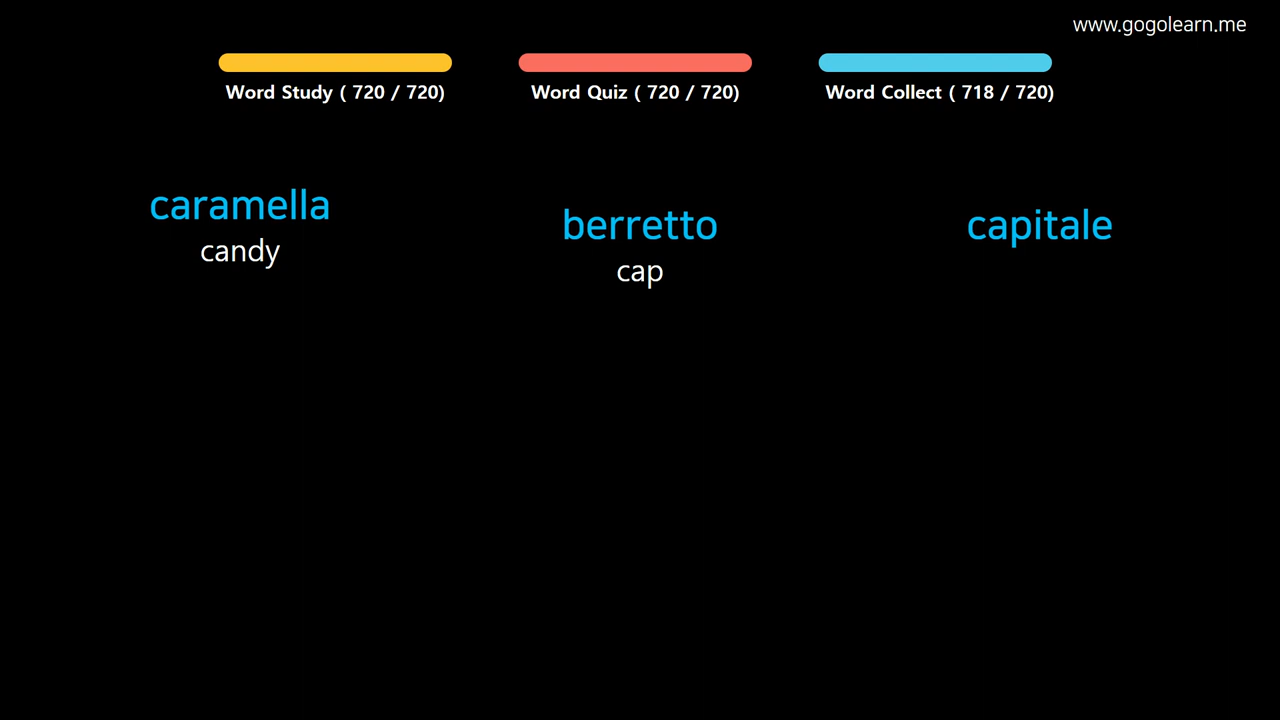 www.gogolearn.me
Word Study ( 720 / 720)
Word Quiz ( 720 / 720)
Word Collect ( 718 / 720)
caramella
candy
berretto
cap
capitale